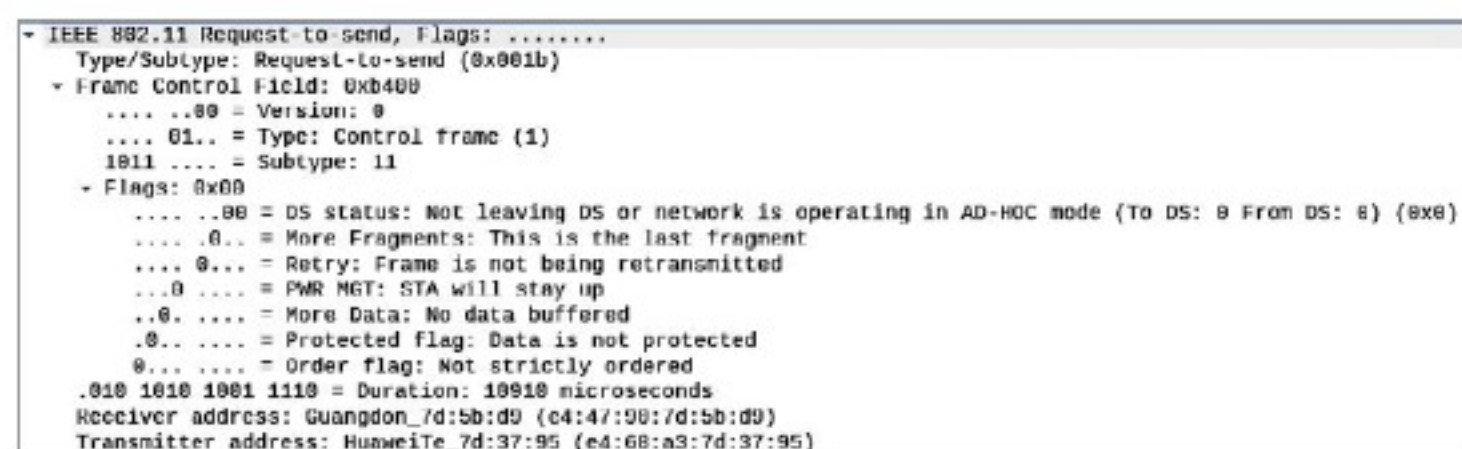 IEEE 802.11 Request-to-send, Flags: ........
Type/Subtype: Request-to-send (0x001b)
Frame Control Field: 0xb400
.... ..00 = Version: 0
.... 01.. = Type: Control frame (1)
1011 .... = Subtype: 11
Flags: 0x00
.... ..00 = DS status: Not leaving DS or network is operating in AD-HOC mode (To DS: 0 From DS: 0) (0x0)
.... .0.. = More Fragments: This is the last fragment
.... 0... = Retry: Frame is not being retransmitted
...0 .... = PWR MGT: STA will stay up
..0. .... = More Data: No data buffered
.0.. .... = Protected flag: Data is not protected
0... .... = Order flag: Not strictly ordered
.010 1010 1001 1110 = Duration: 10910 microseconds
Receiver address: Guangdon_7d:5b:d9 (e4:47:90:7d:5b:d9)
Transmitter address: HuaweiTe_7d:37:95 (e4:68:a3:7d:37:95)